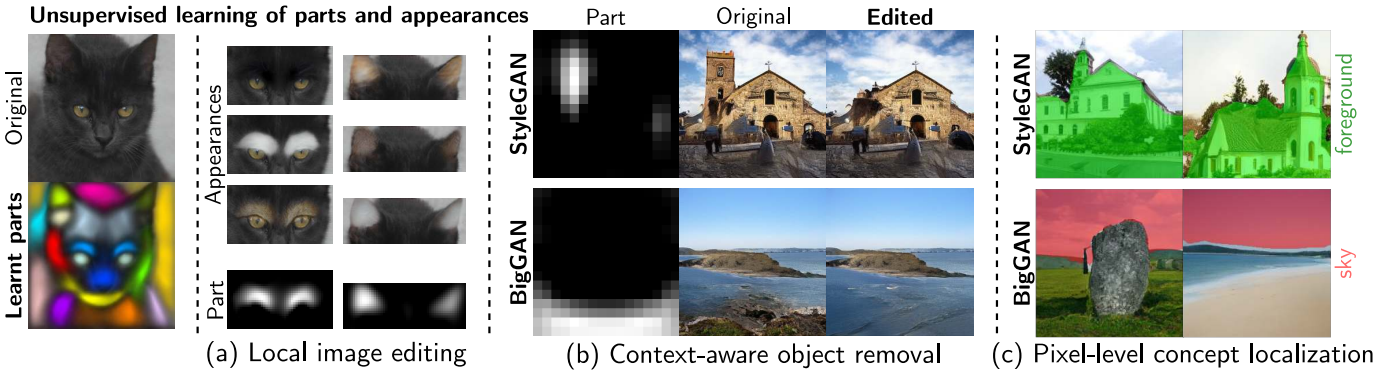 Unsupervised learning of parts and appearances
Original
Learnt parts
Appearances
Part
(a) Local image editing
Part
Original
Edited
StyleGAN
BigGAN
(b) Context-aware object removal
StyleGAN
foreground
BigGAN
sky
(c) Pixel-level concept localization